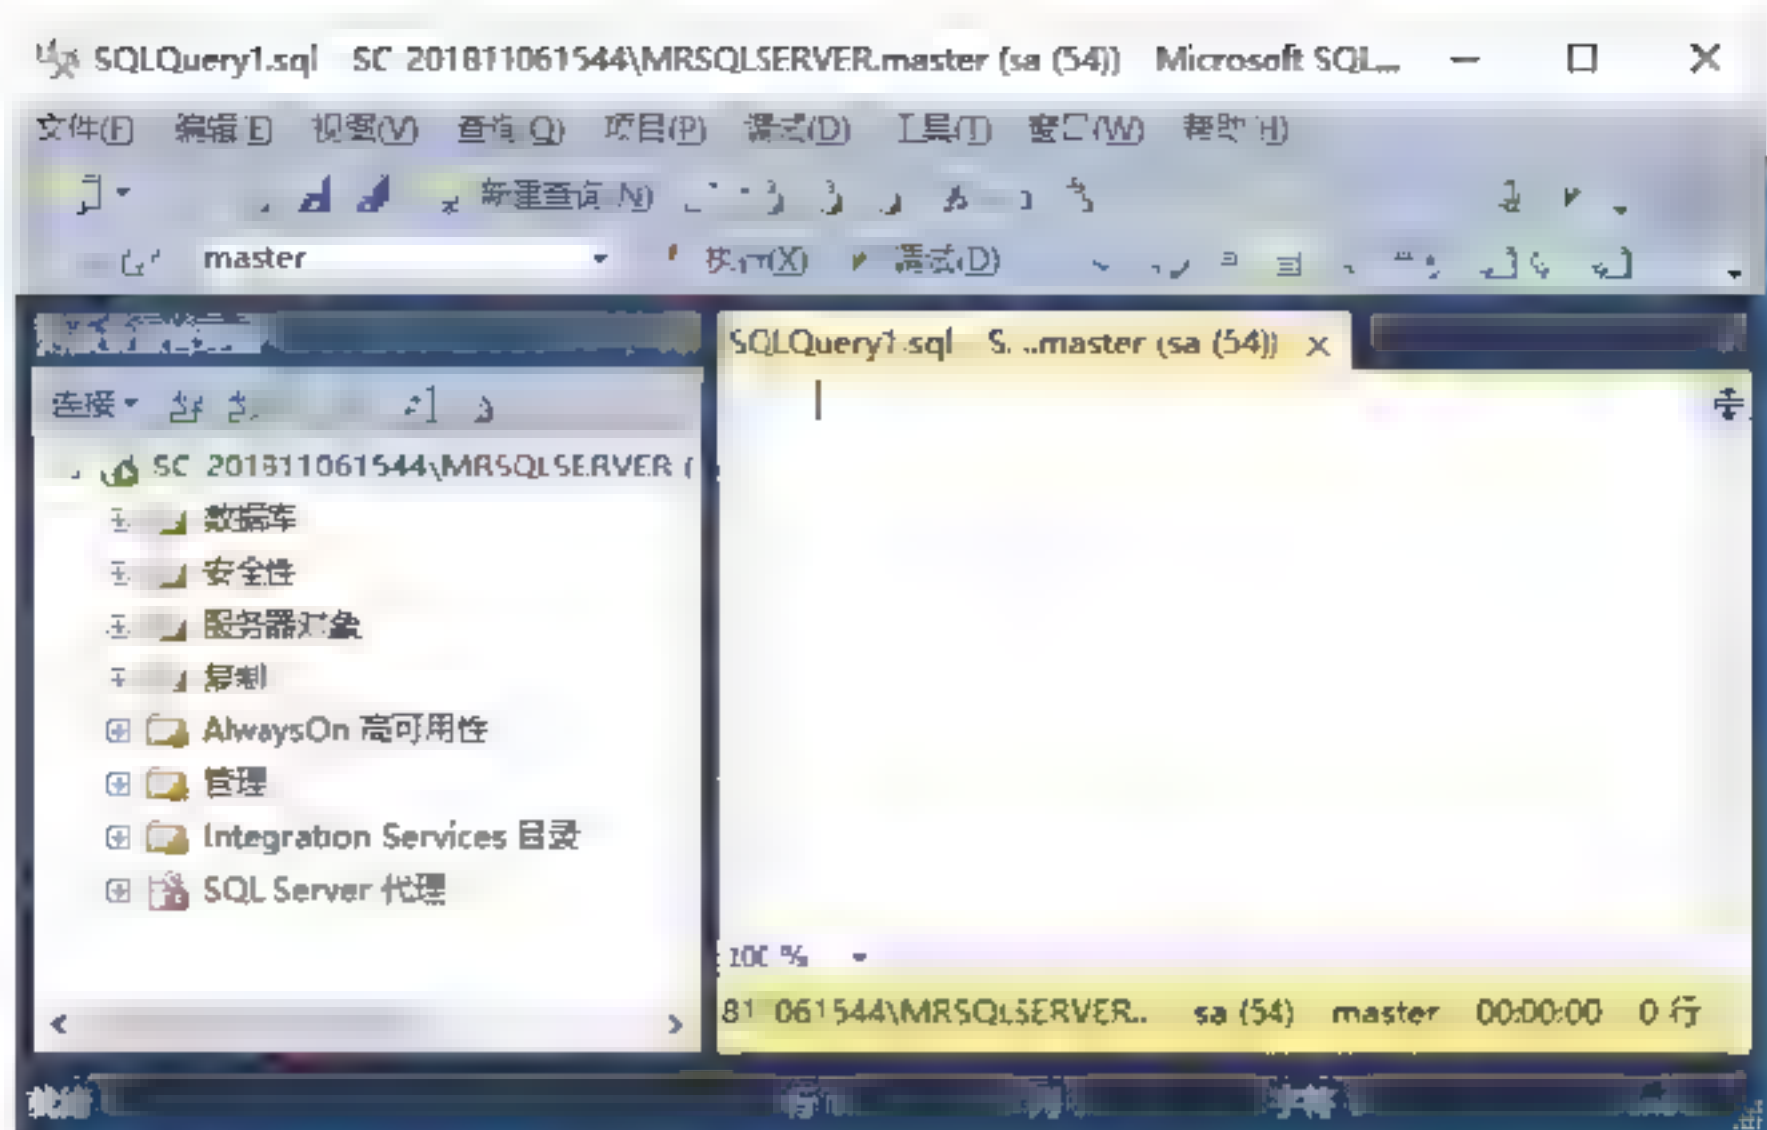 SQLQuery1.sql SC 201811061544\MRSQLSERVER.master (sa (54)) Microsoft SQL...
文件(F) 编辑(E) 视图(V) 查询(Q) 项目(P) 调试(D) 工具(T) 窗口(W) 帮助(H)
新建查询(N)
master 执行(X) 调试(D)
SQLQuery1.sql S...master (sa (54))
连接
SC 201811061544\MRSQLSERVER (
数据库
安全性
服务器对象
复制
AlwaysOn 高可用性
管理
Integration Services 目录
SQL Server 代理
100 %
811061544\MRSQLSERVER.. sa (54) master 00:00:00 0 行